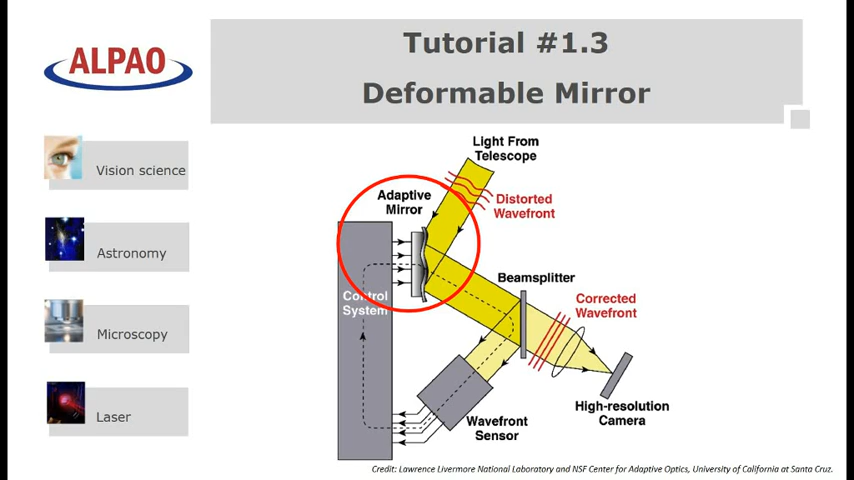 ALPAO
Tutorial #1.3
Deformable Mirror
Vision science
Astronomy
Microscopy
Laser
Light From
Telescope
Adaptive
Mirror
Distorted
Wavefront
Beamsplitter
Control
System
Corrected
Wavefront
High-resolution
Camera
Wavefront
Sensor
Credit: Lawrence Livermore National Laboratory and NSF Center for Adaptive Optics, University of California at Santa Cruz.